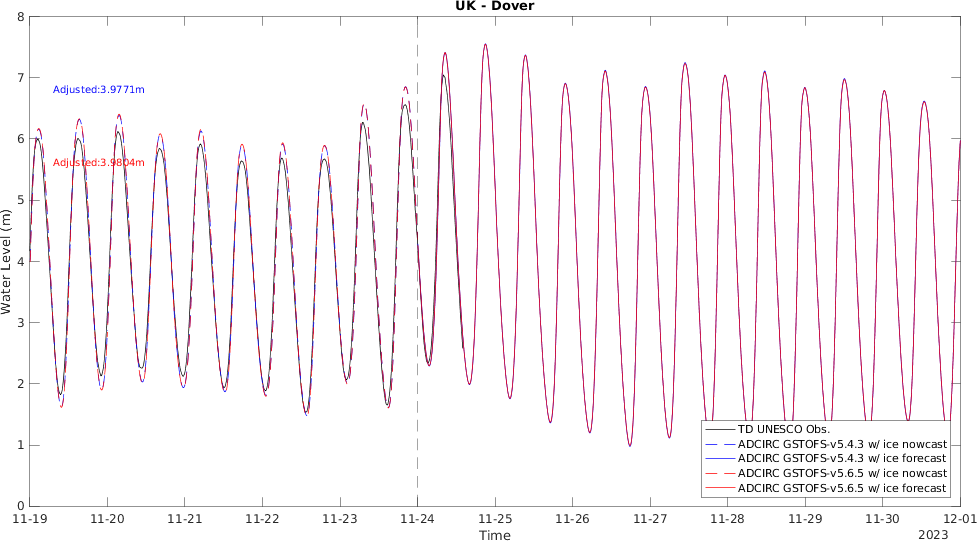 UK - Dover
8
7
6
5
4
3
2
1
0
Water Level (m)
Adjusted:3.9771m
Adjusted:3.9804m
TD UNESCO Obs.
ADCIRC GSTOFS-v5.4.3 w/ ice nowcast
ADCIRC GSTOFS-v5.4.3 w/ ice forecast
ADCIRC GSTOFS-v5.6.5 w/ ice nowcast
ADCIRC GSTOFS-v5.6.5 w/ ice forecast
11-19 11-20 11-21 11-22 11-23 11-24 11-25 11-26 11-27 11-28 11-29 11-30 12-01
Time
2023